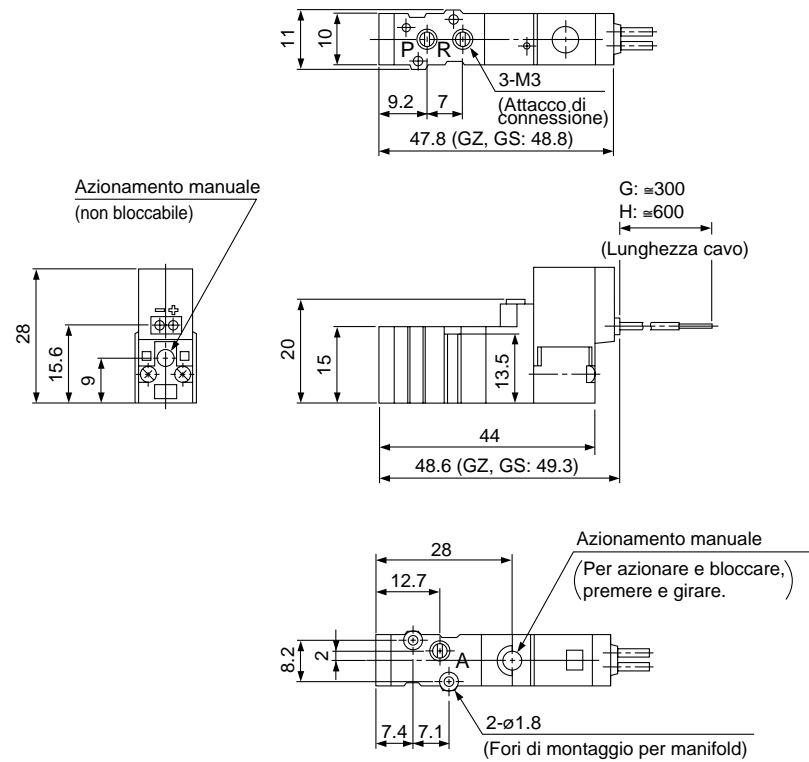 11
10
P R
3-M3
(Attacco di
connessione)
9.2
7
47.8 (GZ, GS: 48.8)
Azionamento manuale
(non bloccabile)
G: ≅300
H: ≅600
(Lunghezza cavo)
28
15.6
9
− +
20
15
13.5
44
48.6 (GZ, GS: 49.3)
28
12.7
Azionamento manuale
(Per azionare e bloccare,
premere e girare.)
8.2
2
A
7.4
7.1
2-ø1.8
(Fori di montaggio per manifold)